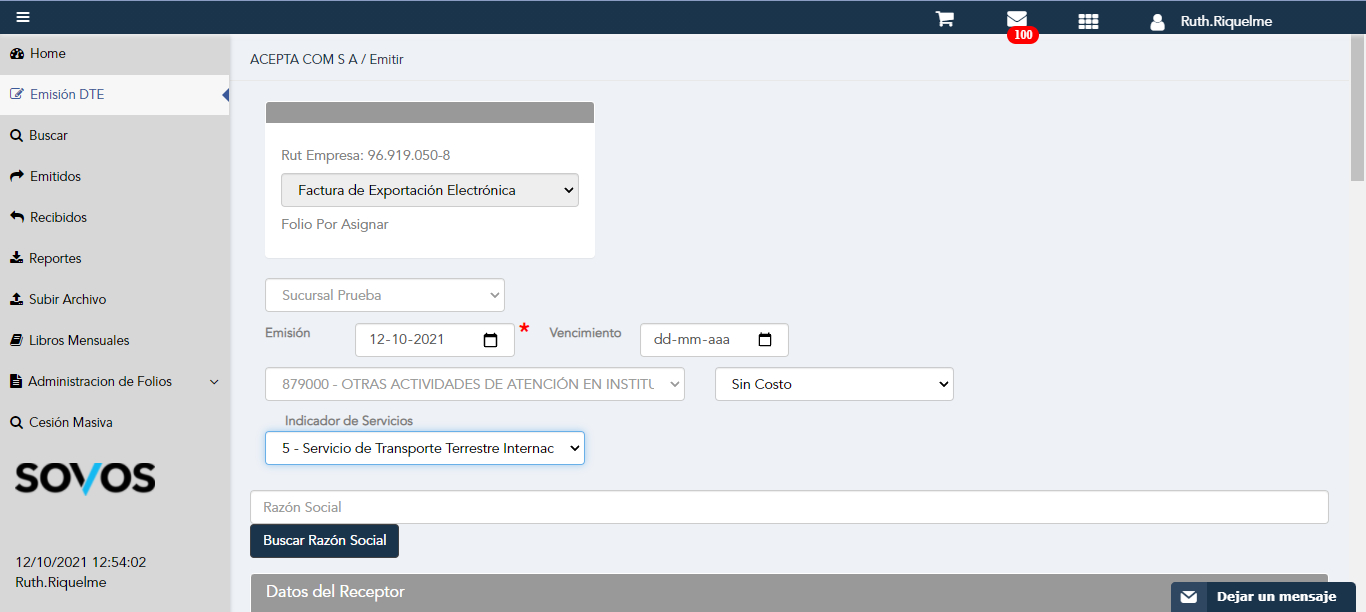 100
Ruth.Riquelme
Home
Emisión DTE
Buscar
Emitidos
Recibidos
Reportes
Subir Archivo
Libros Mensuales
Administracion de Folios
Cesión Masiva
SOVOS
12/10/2021 12:54:02
Ruth.Riquelme
ACEPTA COM S A / Emitir
Rut Empresa: 96.919.050-8
Factura de Exportación Electrónica
Folio Por Asignar
Sucursal Prueba
Emisión 12-10-2021 * Vencimiento dd-mm-aaa
879000 - OTRAS ACTIVIDADES DE ATENCIÓN EN INSTITU Sin Costo
Indicador de Servicios
5 - Servicio de Transporte Terrestre Internac
Razón Social
Buscar Razón Social
Datos del Receptor
Dejar un mensaje